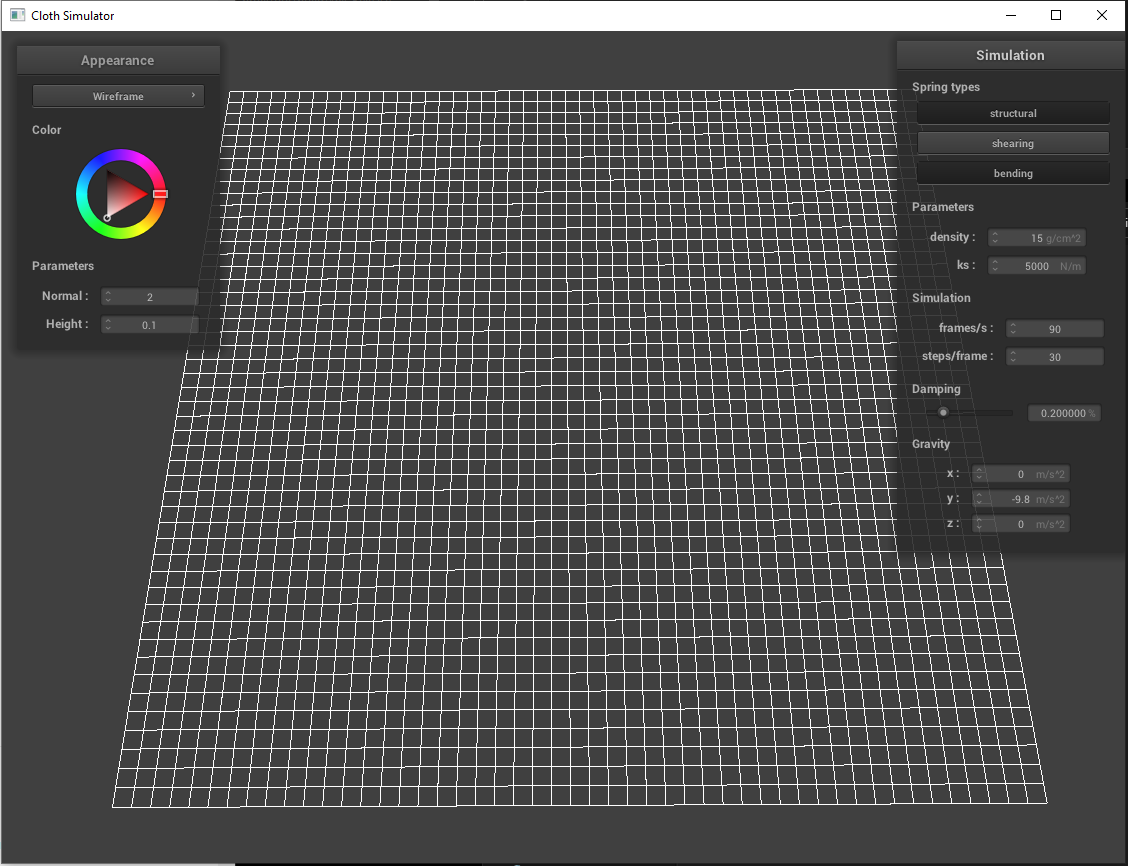 Cloth Simulator
Appearance
Wireframe
Color
Parameters
Normal : 2
Height : 0.1
Simulation
Spring types
structural
shearing
bending
Parameters
density : 15 g/cm^2
ks : 5000 N/m
Simulation
frames/s : 90
steps/frame : 30
Damping
0.200000 %
Gravity
x : 0 m/s^2
y : -9.8 m/s^2
z : 0 m/s^2